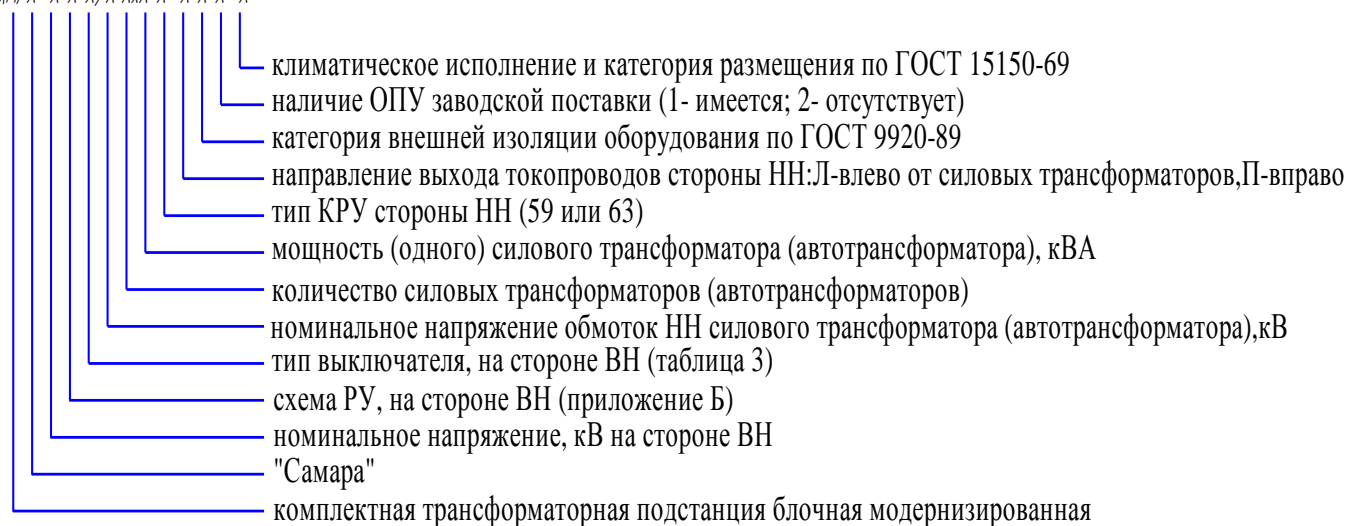 климатическое исполнение и категория размещения по ГОСТ 15150-69
наличие ОПУ заводской поставки (1- имеется; 2- отсутствует)
категория внешней изоляции оборудования по ГОСТ 9920-89
направление выхода токопроводов стороны НН:Л-влево от силовых трансформаторов,П-вправо
тип КРУ стороны НН (59 или 63)
мощность (одного) силового трансформатора (автотрансформатора), кВА
количество силовых трансформаторов (автотрансформаторов)
номинальное напряжение обмоток НН силового трансформатора (автотрансформатора),кВ
тип выключателя, на стороне ВН (таблица 3)
схема РУ, на стороне ВН (приложение Б)
номинальное напряжение, кВ на стороне ВН
"Самара"
комплектная трансформаторная подстанция блочная модернизированная